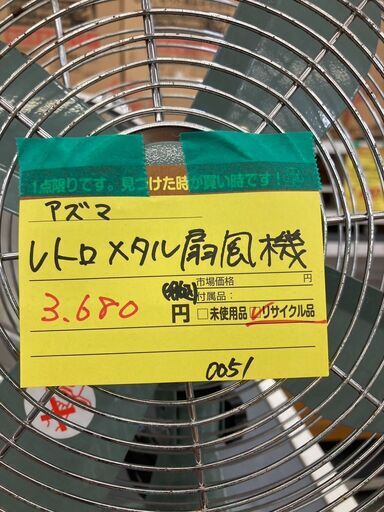 1点限りです。見つけた時が買い時です!
アズマ
レトロメタル扇風機
市場価格 円
3.680 (税込) 円
付属品:
□未使用品 ☑リサイクル品
0051